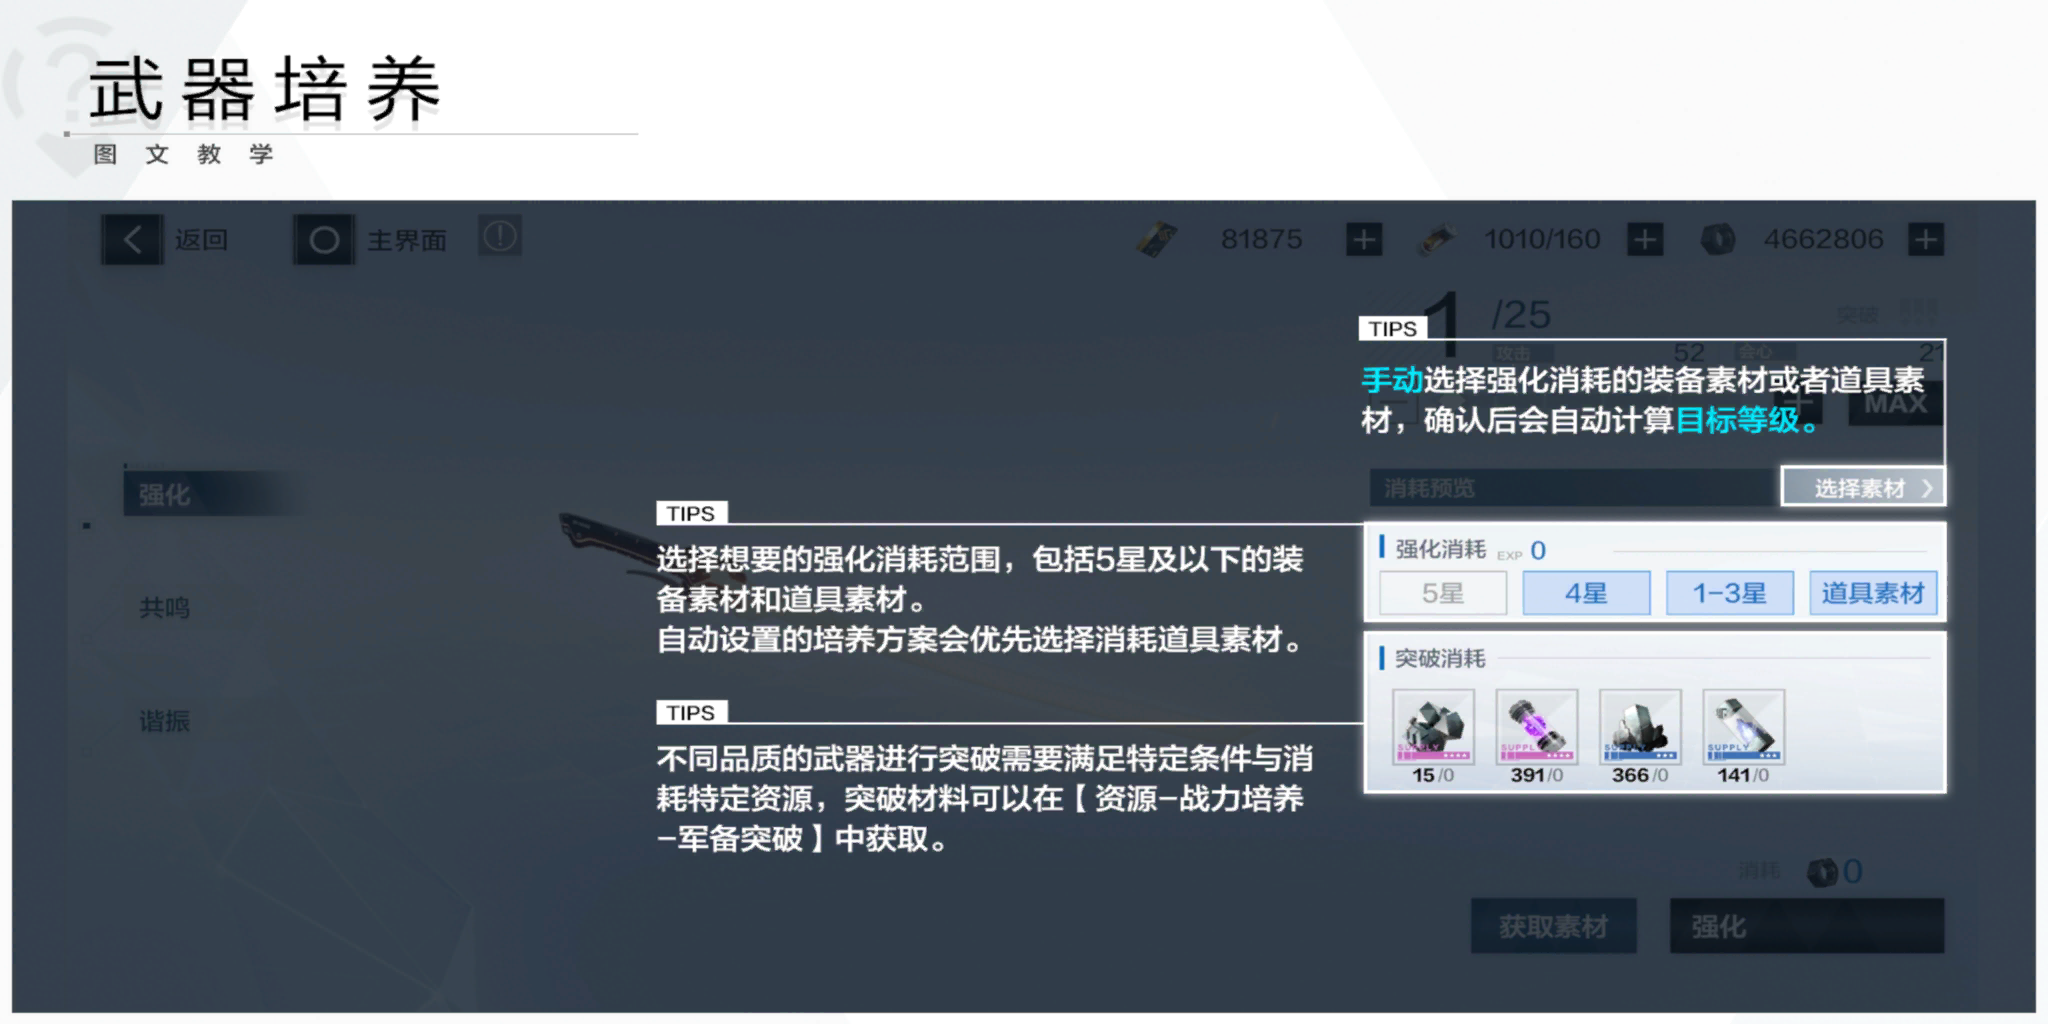 武器培养
图文教学
返回 主界面 81875 1010/160 4662806
1 /25 突破
TIPS
攻击 52 会心 21
手动选择强化消耗的装备素材或者道具素
材，确认后会自动计算目标等级。
MAX
强化
消耗预览 选择素材
TIPS
选择想要的强化消耗范围，包括5星及以下的装
备素材和道具素材。
自动设置的培养方案会优先选择消耗道具素材。
强化消耗 EXP 0
5星 4星 1-3星 道具素材
共鸣
突破消耗
SUPPLY SUPPLY SUPPLY SUPPLY
15/0 391/0 366/0 141/0
谐振
TIPS
不同品质的武器进行突破需要满足特定条件与消
耗特定资源，突破材料可以在【资源-战力培养
-军备突破】中获取。
消耗 0
获取素材 强化